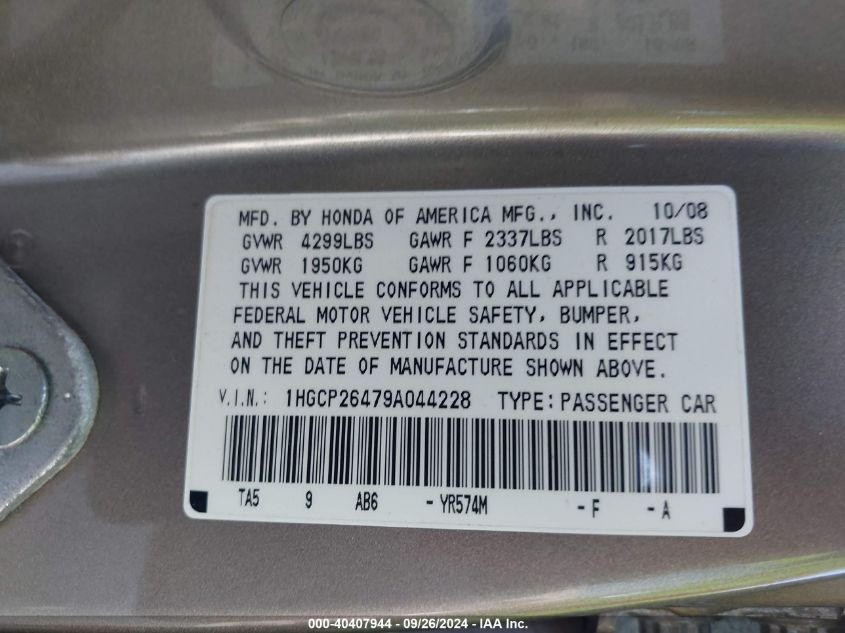 MFD. BY HONDA OF AMERICA MFG., INC. 10/08
GVWR 4299LBS GAWR F 2337LBS R 2017LBS
GVWR 1950KG GAWR F 1060KG R 915KG
THIS VEHICLE CONFORMS TO ALL APPLICABLE
FEDERAL MOTOR VEHICLE SAFETY, BUMPER,
AND THEFT PREVENTION STANDARDS IN EFFECT
ON THE DATE OF MANUFACTURE SHOWN ABOVE.
V.I.N.: 1HGCP26479A044228 TYPE: PASSENGER CAR
TA5 9 AB6 - YR574M - F - A
000-40407944 - 09/26/2024 - IAA Inc.